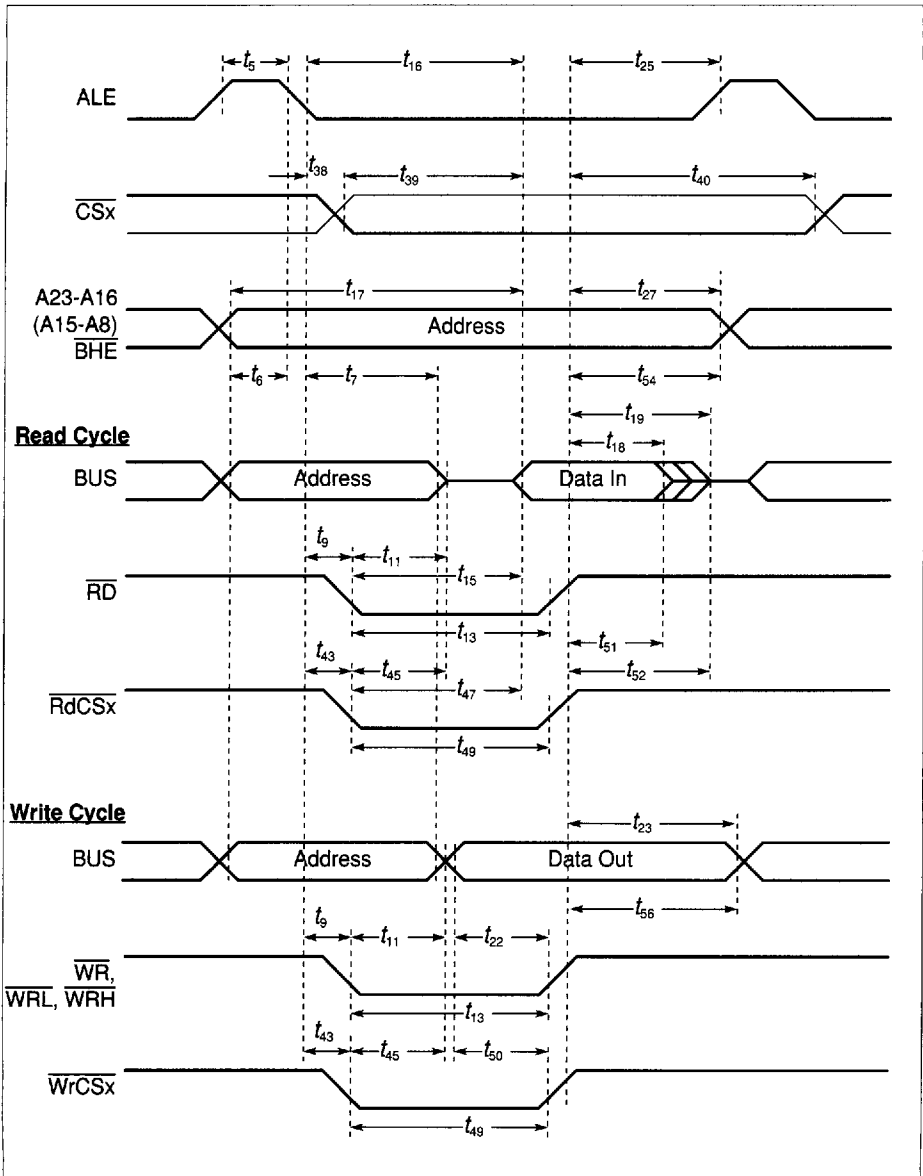 t5 t16 t25
ALE
t38 t39 t40
CSx
t17 t27
A23-A16
(A15-A8)
BHE
Address
t6 t7 t54
t19
Read Cycle
t18
BUS Address Data In
t9 t11
t15
RD
t13
t51
t43 t45
t52
t47
RdCSx
t49
Write Cycle
t23
BUS Address Data Out
t56
t9 t11 t22
WR,
WRL, WRH
t13
t43 t45 t50
WrCSx
t49